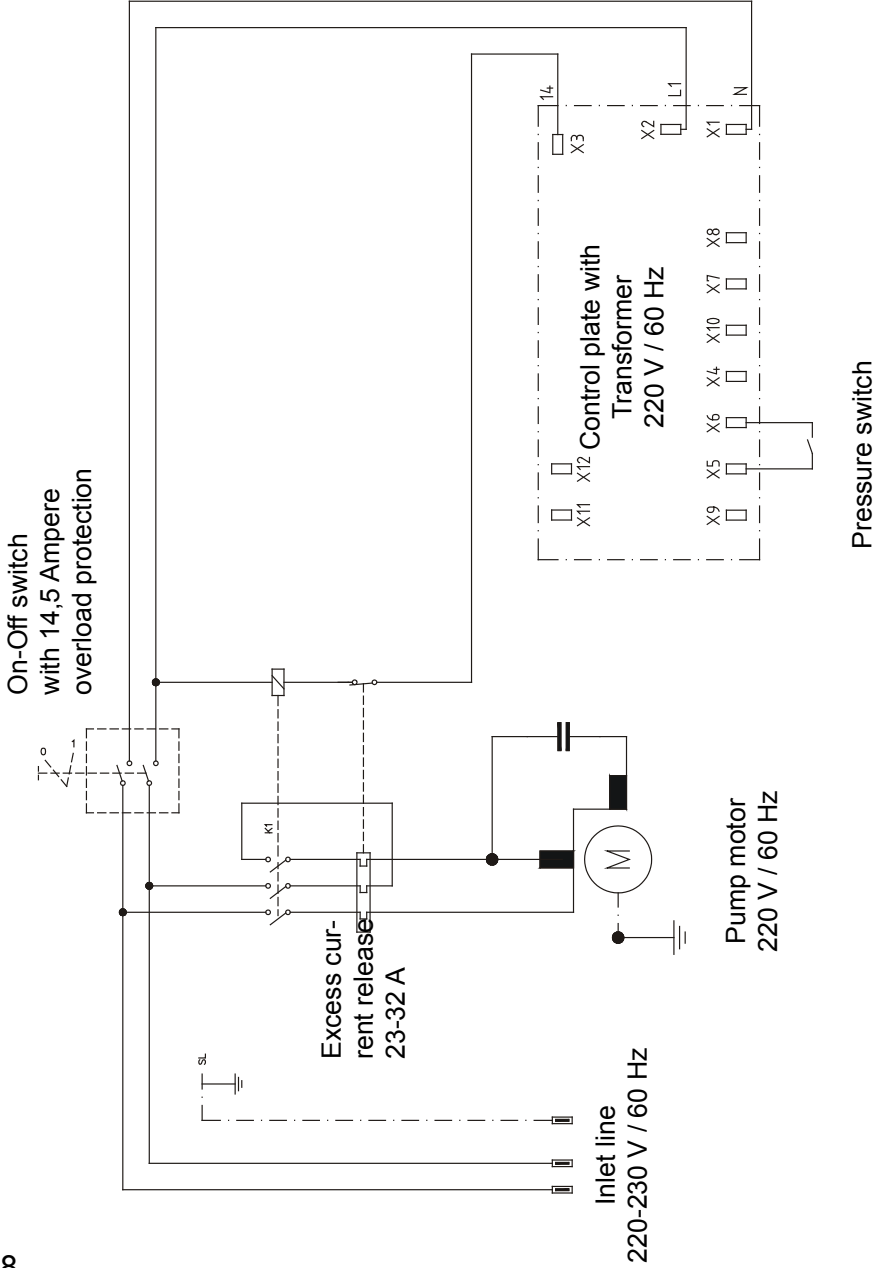 8
On-Off switch
with 14,5 Ampere
overload protection
0
1
K1
Excess cur-
rent release
23-32 A
SL
Inlet line
220-230 V / 60 Hz
M
Pump motor
220 V / 60 Hz
14
L1
N
X3
X2
X1
Control plate with
Transformer
220 V / 60 Hz
X11
X12
X9
X5
X6
X4
X10
X7
X8
Pressure switch